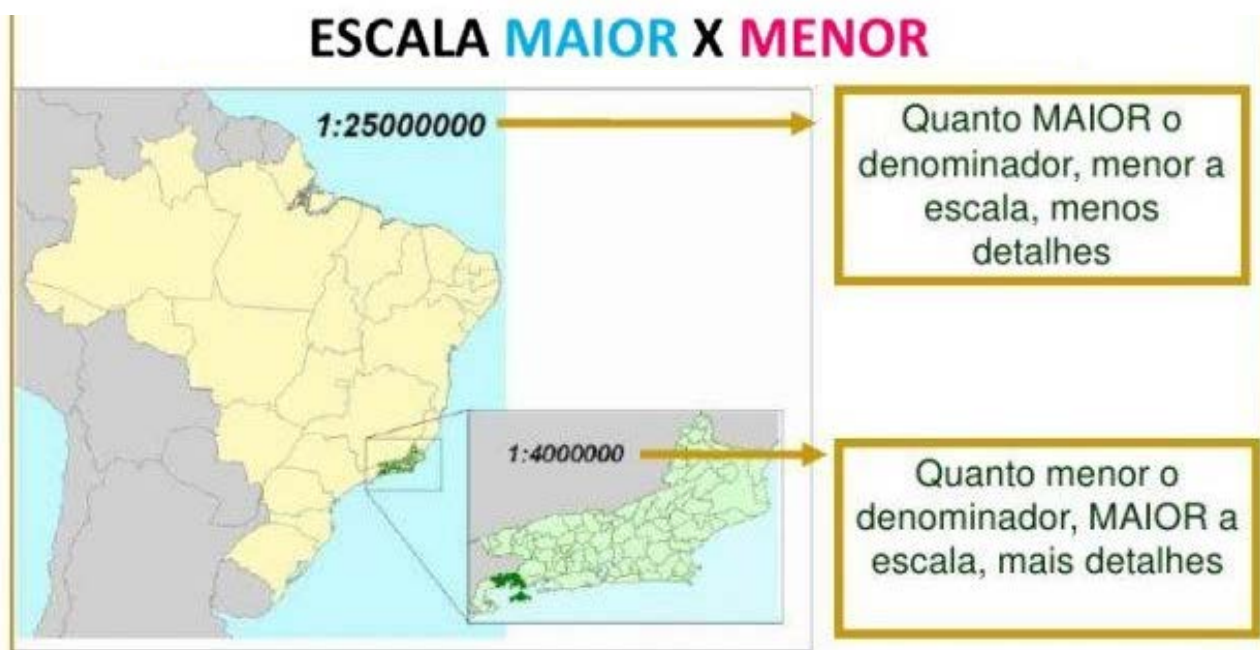 ESCALA MAIOR X MENOR
1:25000000
Quanto MAIOR o
denominador, menor a
escala, menos
detalhes
1:4000000
Quanto menor o
denominador, MAIOR a
escala, mais detalhes